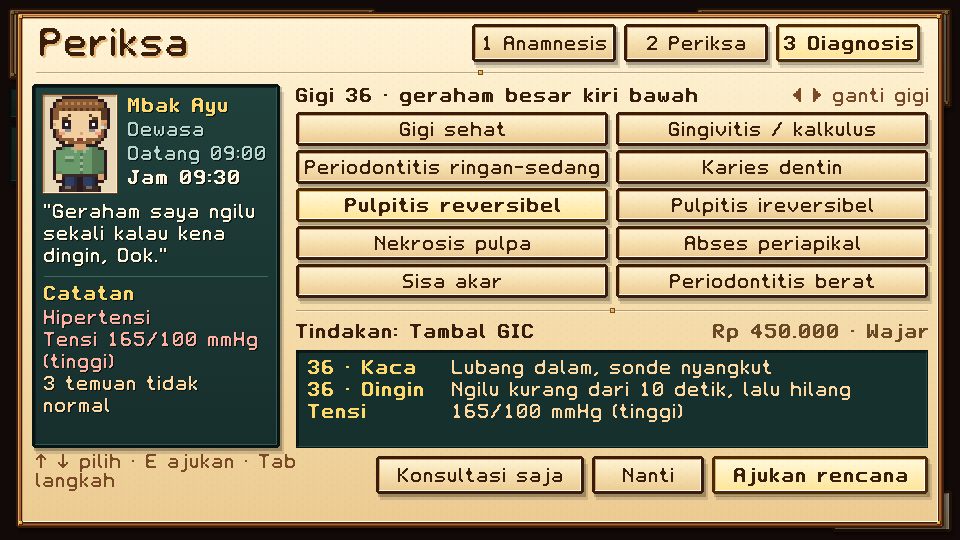 Periksa
1 Anamnesis
2 Periksa
3 Diagnosis
Mbak Ayu
Dewasa
Datang 09:00
Jam 09:30
"Geraham saya ngilu
sekali kalau kena
dingin, Dok."
Catatan
Hipertensi
Tensi 165/100 mmHg
(tinggi)
3 temuan tidak
normal
Gigi 36 · geraham besar kiri bawah
ganti gigi
Gigi sehat
Gingivitis / kalkulus
Periodontitis ringan-sedang
Karies dentin
Pulpitis reversibel
Pulpitis ireversibel
Nekrosis pulpa
Abses periapikal
Sisa akar
Periodontitis berat
Tindakan: Tambal GIC
Rp 450.000 · Wajar
36 · Kaca Lubang dalam, sonde nyangkut
36 · Dingin Ngilu kurang dari 10 detik, lalu hilang
Tensi 165/100 mmHg (tinggi)
↑ ↓ pilih · E ajukan · Tab
langkah
Konsultasi saja
Nanti
Ajukan rencana